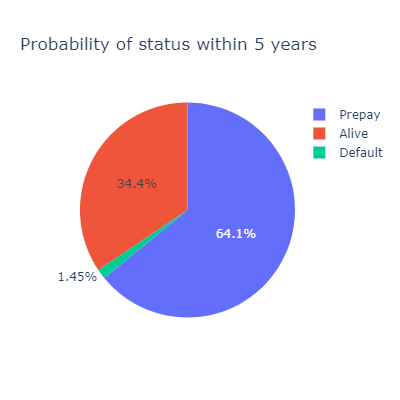 Probability of status within 5 years
Prepay
Alive
Default
34.4%
64.1%
1.45%